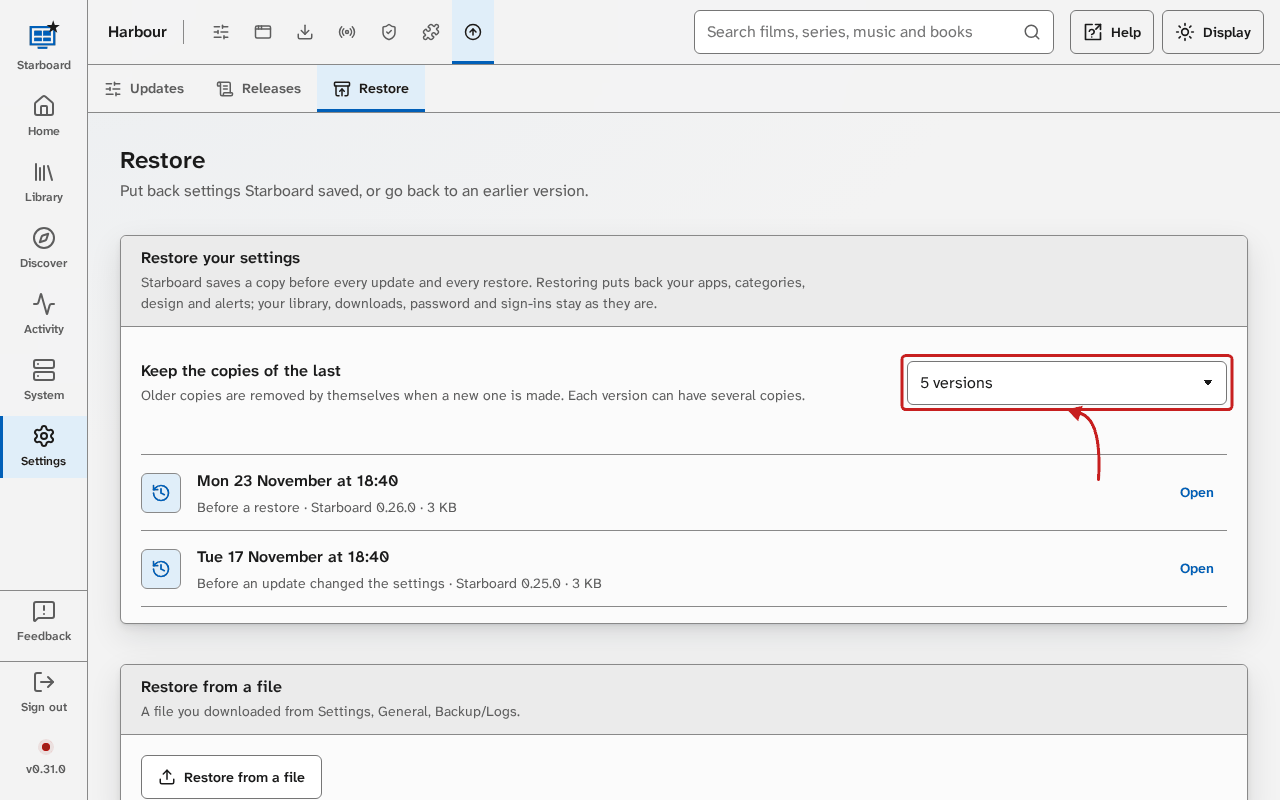 Starboard
Home
Library
Discover
Activity
System
Settings
Feedback
Sign out
v0.31.0
Harbour
Search films, series, music and books
Help
Display
Updates
Releases
Restore
Restore
Put back settings Starboard saved, or go back to an earlier version.
Restore your settings
Starboard saves a copy before every update and every restore. Restoring puts back your apps, categories,
design and alerts; your library, downloads, password and sign-ins stay as they are.
Keep the copies of the last
Older copies are removed by themselves when a new one is made. Each version can have several copies.
5 versions
Mon 23 November at 18:40
Before a restore · Starboard 0.26.0 · 3 KB
Open
Tue 17 November at 18:40
Before an update changed the settings · Starboard 0.25.0 · 3 KB
Open
Restore from a file
A file you downloaded from Settings, General, Backup/Logs.
Restore from a file